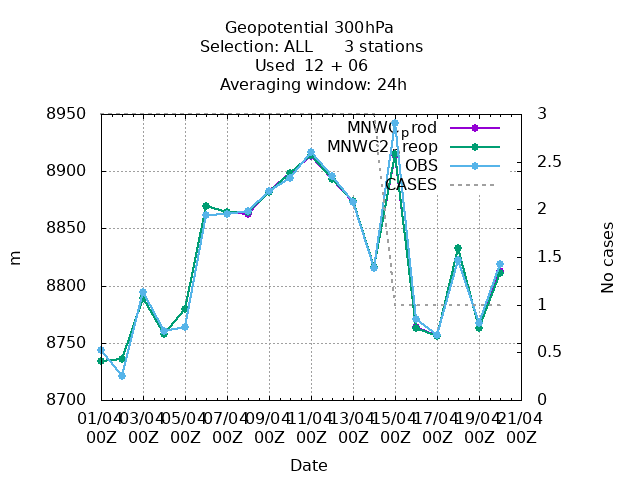 Geopotential 300hPa
Selection: ALL      3 stations
Used  12 + 06
Averaging window: 24h
8950
8900
8850
8800
8750
8700
m
3
2.5
2
1.5
1
0.5
0
No cases
MNWC_prod
MNWC2_preop
OBS
CASES
01/04 03/04 05/04 07/04 09/04 11/04 13/04 15/04 17/04 19/04 21/04
00Z 00Z 00Z 00Z 00Z 00Z 00Z 00Z 00Z 00Z 00Z
Date